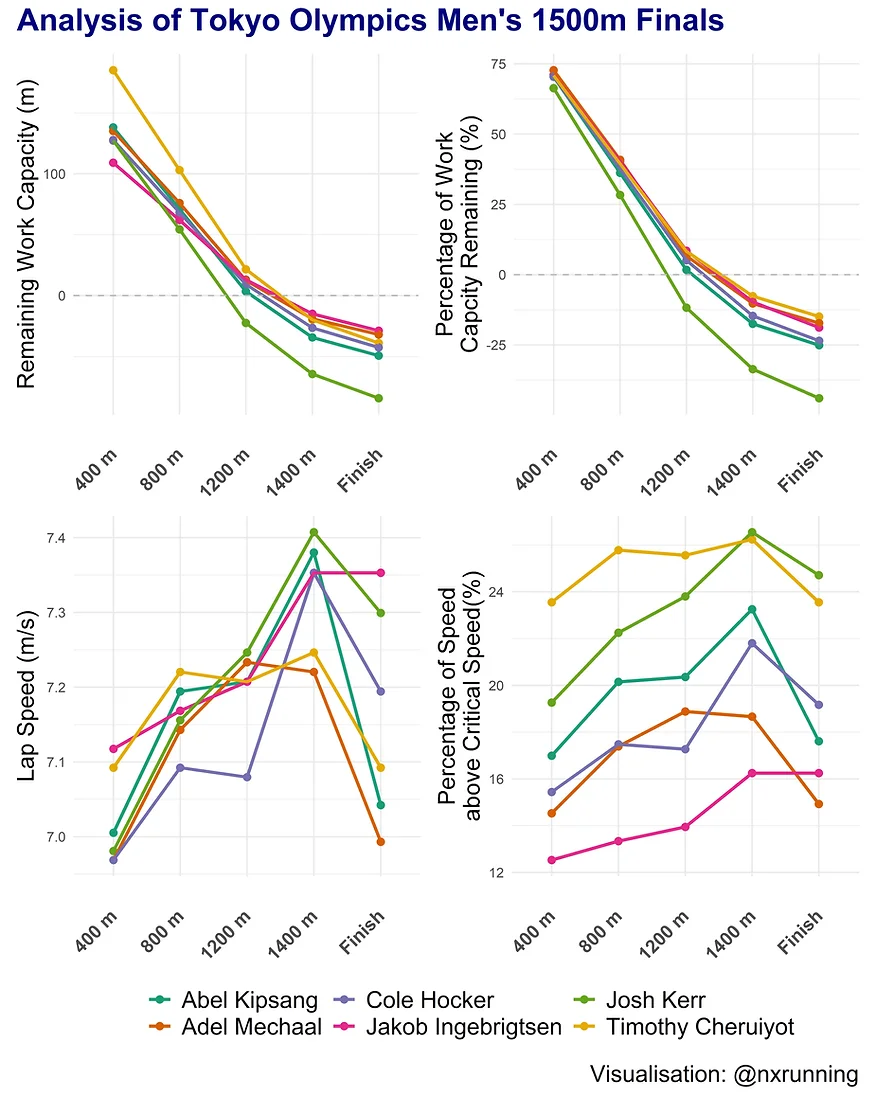 Analysis of Tokyo Olympics Men's 1500m Finals
Remaining Work Capacity (m)
100
0
400 m
800 m
1200 m
1400 m
Finish
Percentage of Work
Capcity Remaining (%)
75
50
25
0
-25
400 m
800 m
1200 m
1400 m
Finish
Lap Speed (m/s)
7.4
7.3
7.2
7.1
7.0
400 m
800 m
1200 m
1400 m
Finish
Percentage of Speed
above Critical Speed(%)
24
20
16
12
400 m
800 m
1200 m
1400 m
Finish
Abel Kipsang
Cole Hocker
Josh Kerr
Adel Mechaal
Jakob Ingebrigtsen
Timothy Cheruiyot
Visualisation: @nxrunning